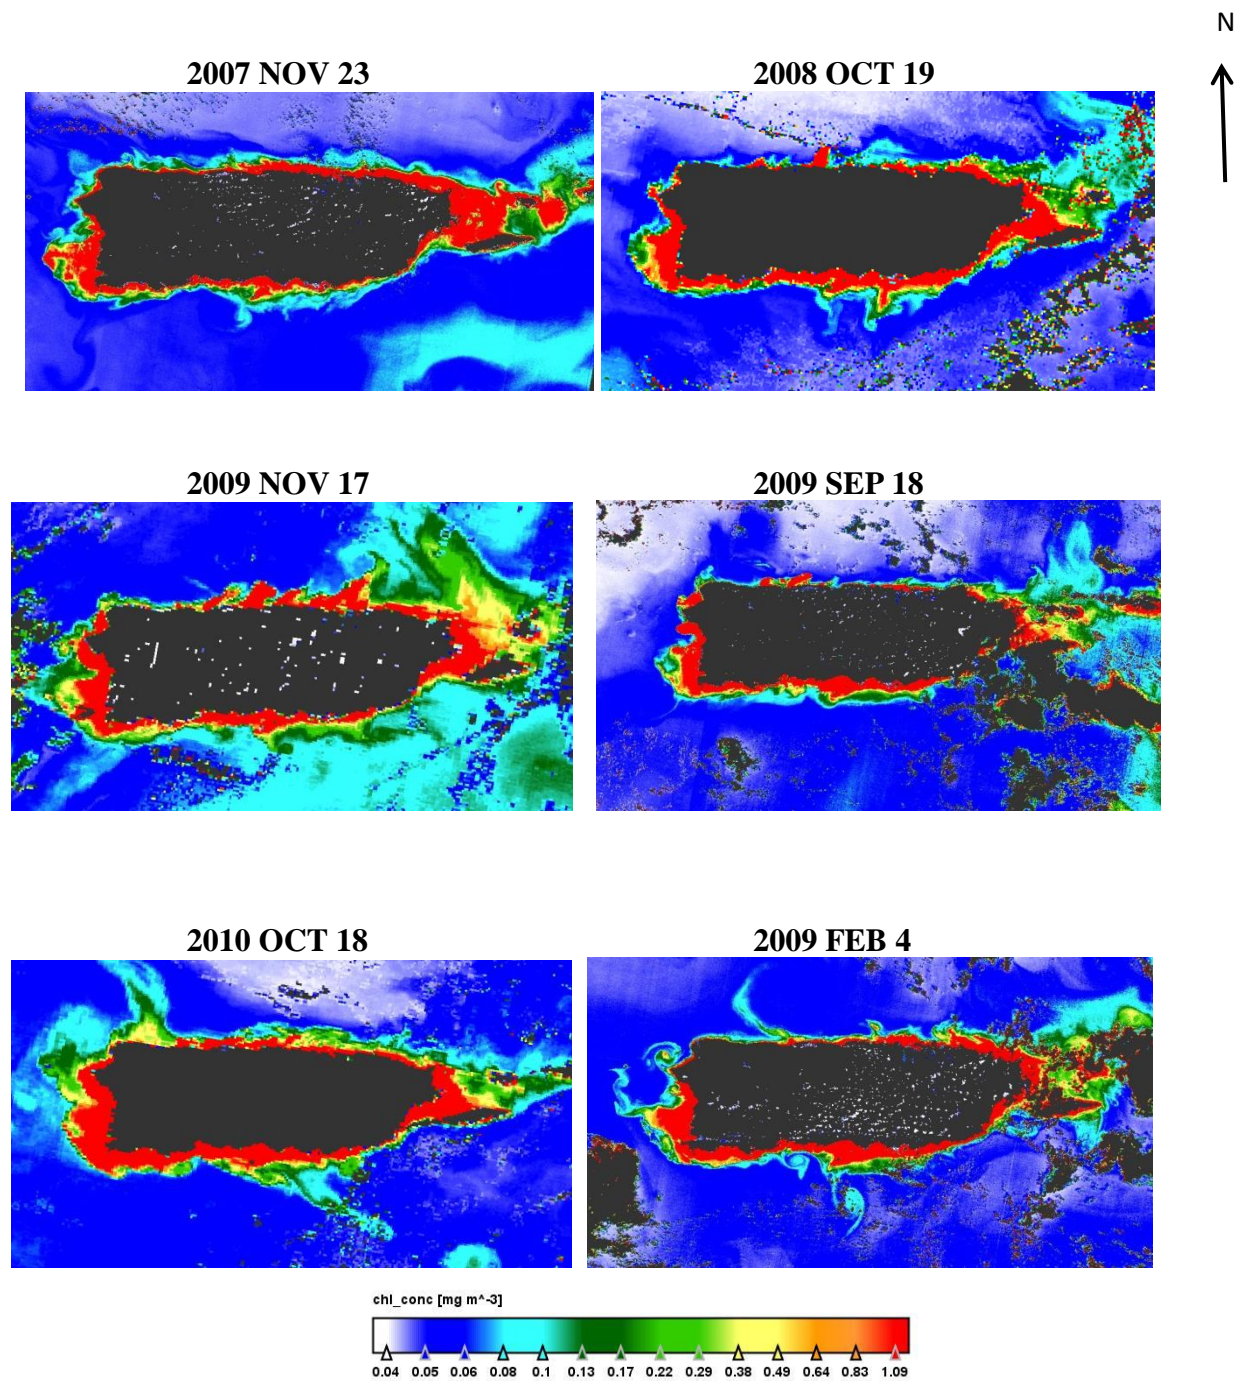 N
2007 NOV 23
2008 OCT 19
2009 NOV 17
2009 SEP 18
2010 OCT 18
2009 FEB 4
chl_conc [mg m^-3]
0.04 0.05 0.06 0.08 0.1 0.13 0.17 0.22 0.29 0.38 0.49 0.64 0.83 1.09